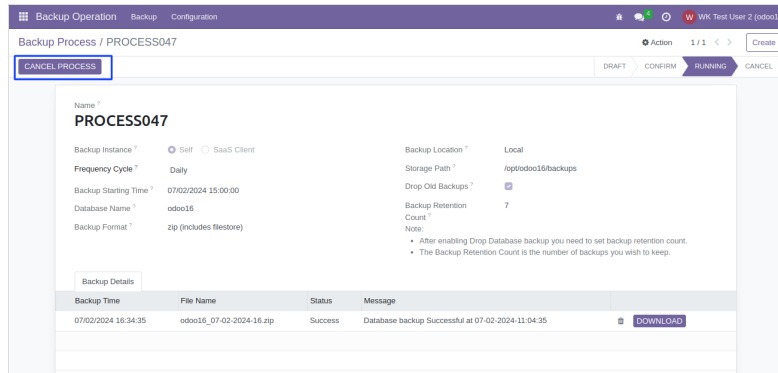 Backup Operation Backup Configuration 4 W WK Test User 2 (odoo1
Backup Process / PROCESS047 Action 1 / 1 < > Create
CANCEL PROCESS DRAFT CONFIRM RUNNING CANCEL
Name ?
PROCESS047
Backup Instance ? Self SaaS Client Backup Location ? Local
Frequency Cycle ? Daily Storage Path ? /opt/odoo16/backups
Backup Starting Time ? 07/02/2024 15:00:00 Drop Old Backups ?
Database Name ? odoo16 Backup Retention Count ? 7
Backup Format ? zip (includes filestore) Note:
• After enabling Drop Database backup you need to set backup retention count.
• The Backup Retention Count is the number of backups you wish to keep.
Backup Details
Backup Time File Name Status Message
07/02/2024 16:34:35 odoo16_07-02-2024-16.zip Success Database backup Successful at 07-02-2024-11:04:35 DOWNLOAD